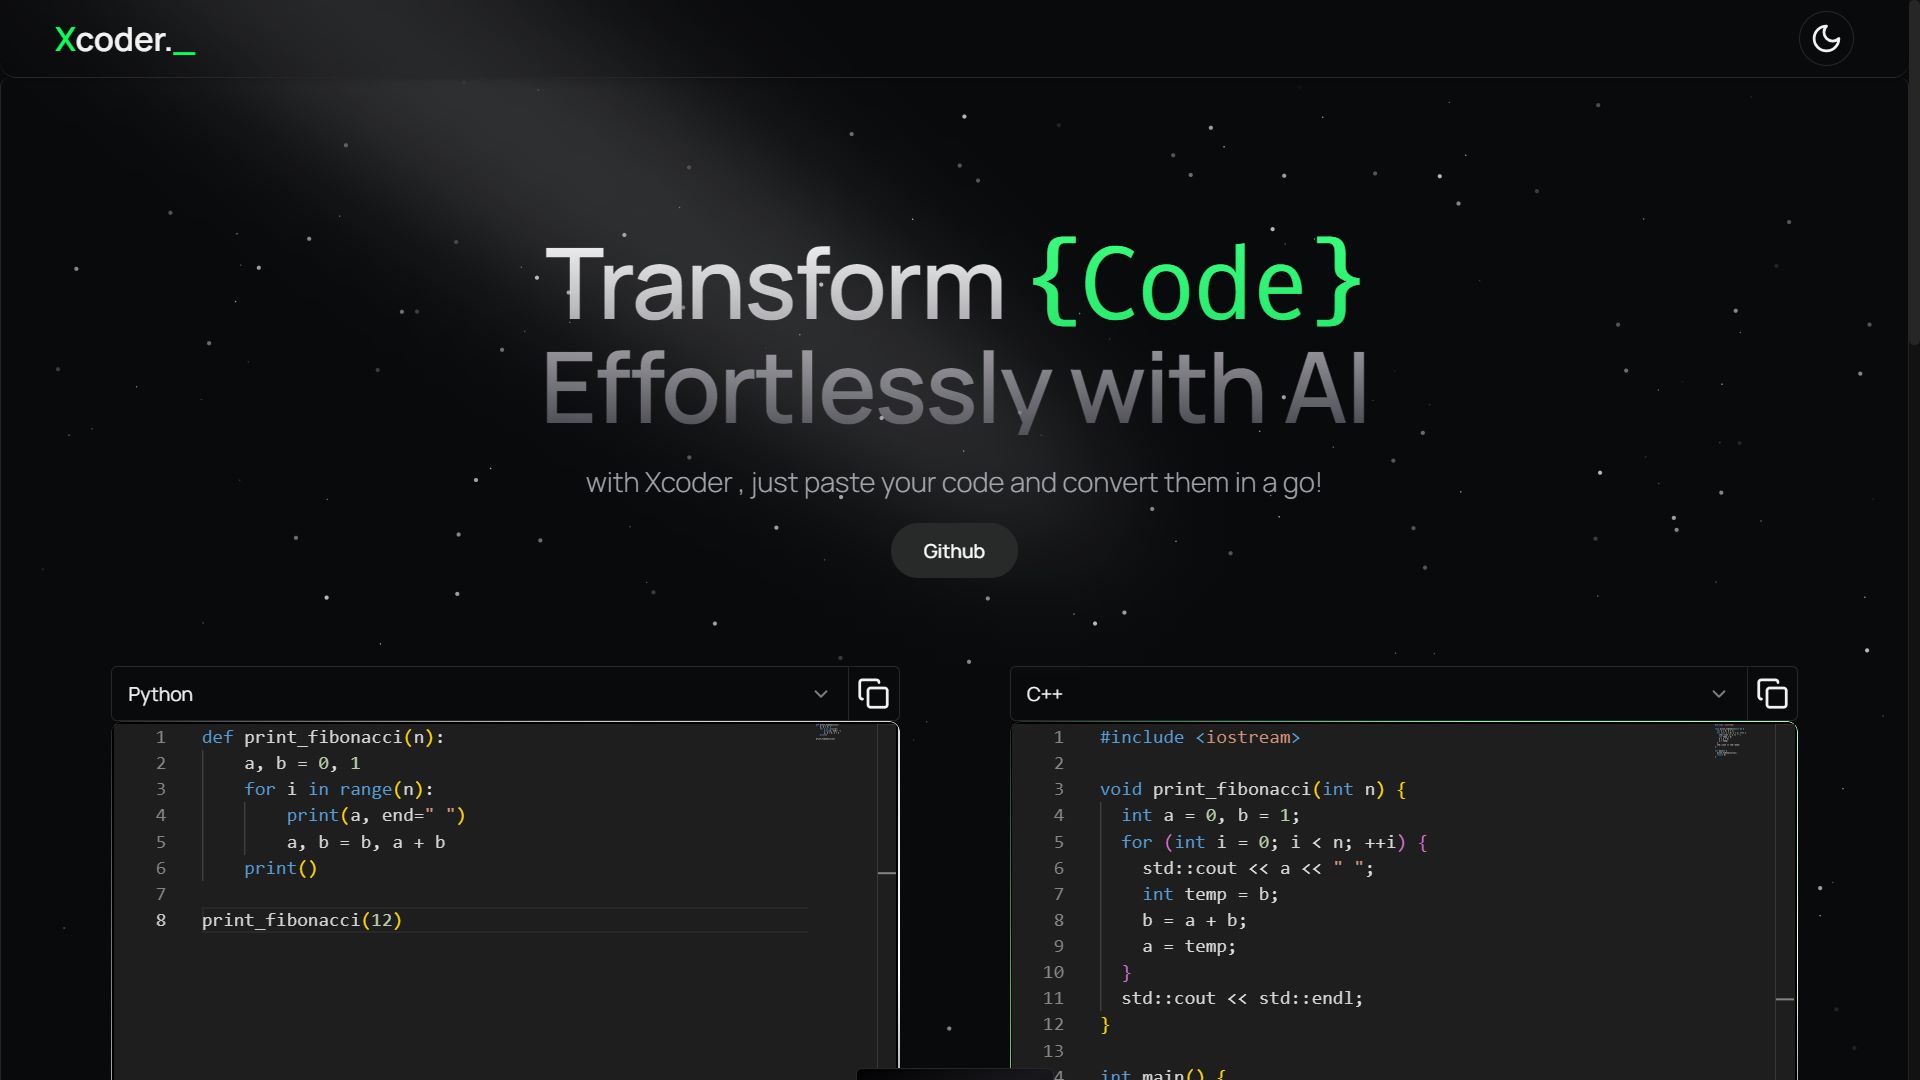 Xcoder._
Transform {Code}
Effortlessly with AI
with Xcoder , just paste your code and convert them in a go!
Github
Python
1 def print_fibonacci(n):
2 a, b = 0, 1
3 for i in range(n):
4 print(a, end=" ")
5 a, b = b, a + b
6 print()
7
8 print_fibonacci(12)
C++
1 #include <iostream>
2
3 void print_fibonacci(int n) {
4 int a = 0, b = 1;
5 for (int i = 0; i < n; ++i) {
6 std::cout << a << " ";
7 int temp = b;
8 b = a + b;
9 a = temp;
10 }
11 std::cout << std::endl;
12 }
13
int main() {